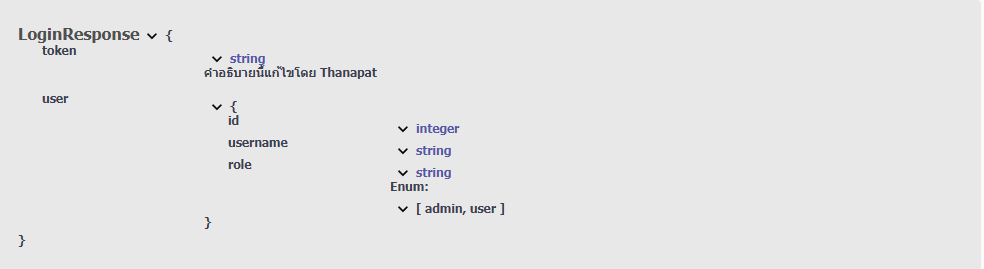 LoginResponse {
token
string
คำอธิบายนี้แก้ไขโดย Thanapat
user
{
id
integer
username
string
role
string
Enum:
[ admin, user ]
}
}